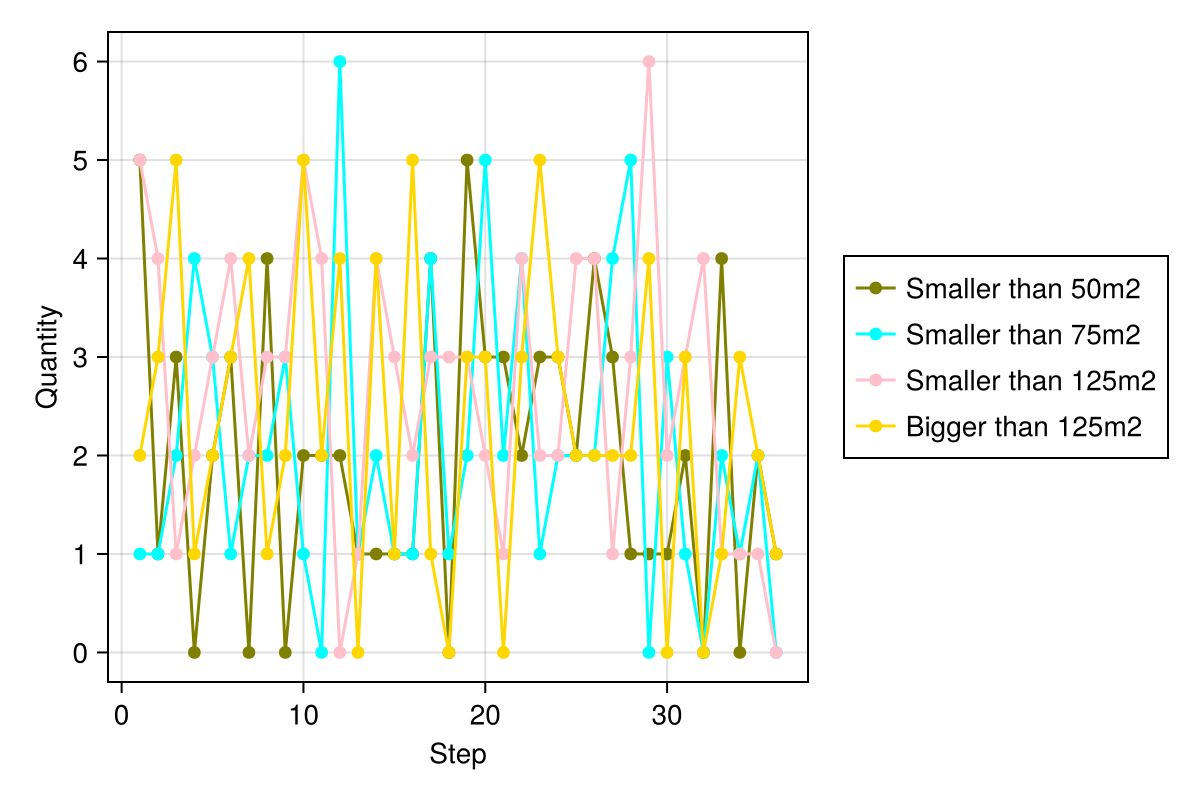 6
5
4
3
2
1
0
Quantity
0 10 20 30
Step
Smaller than 50m2
Smaller than 75m2
Smaller than 125m2
Bigger than 125m2